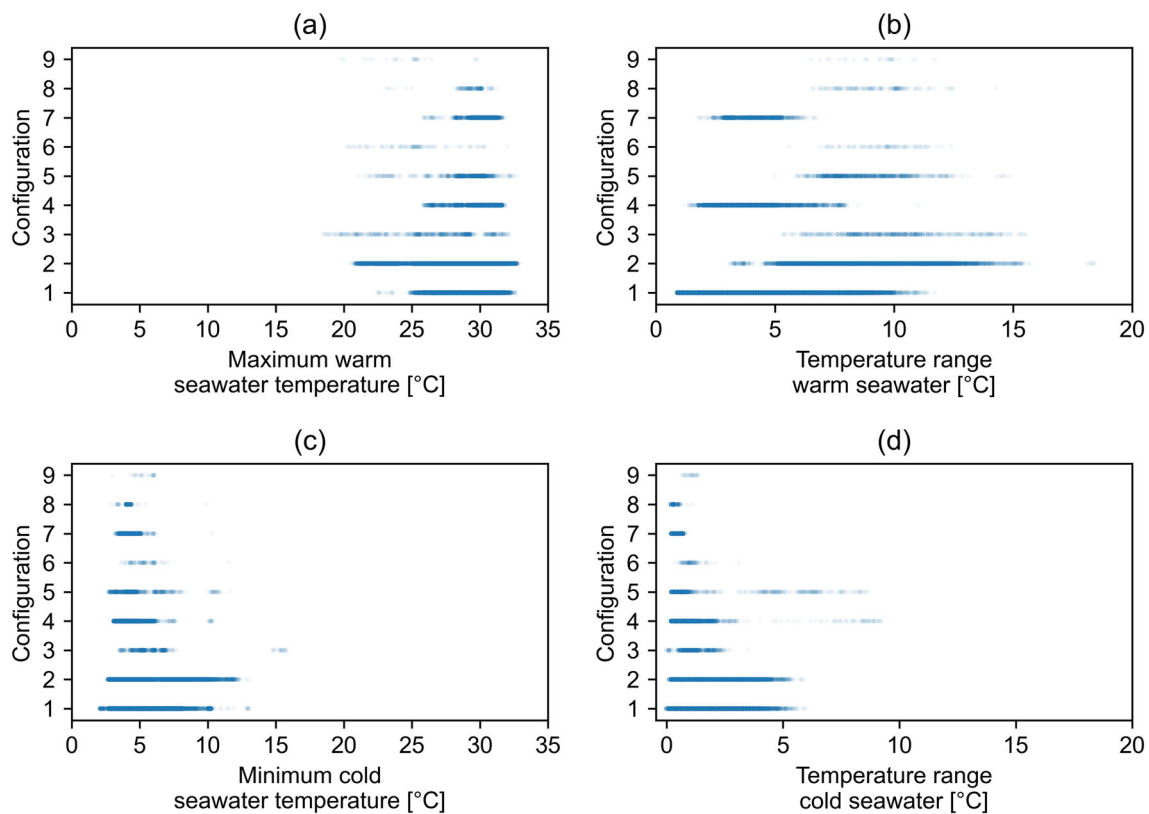 (a)
Configuration
9
8
7
6
5
4
3
2
1
0 5 10 15 20 25 30 35
Maximum warm
seawater temperature [°C]
(b)
Configuration
9
8
7
6
5
4
3
2
1
0 5 10 15 20
Temperature range
warm seawater [°C]
(c)
Configuration
9
8
7
6
5
4
3
2
1
0 5 10 15 20 25 30 35
Minimum cold
seawater temperature [°C]
(d)
Configuration
9
8
7
6
5
4
3
2
1
0 5 10 15 20
Temperature range
cold seawater [°C]